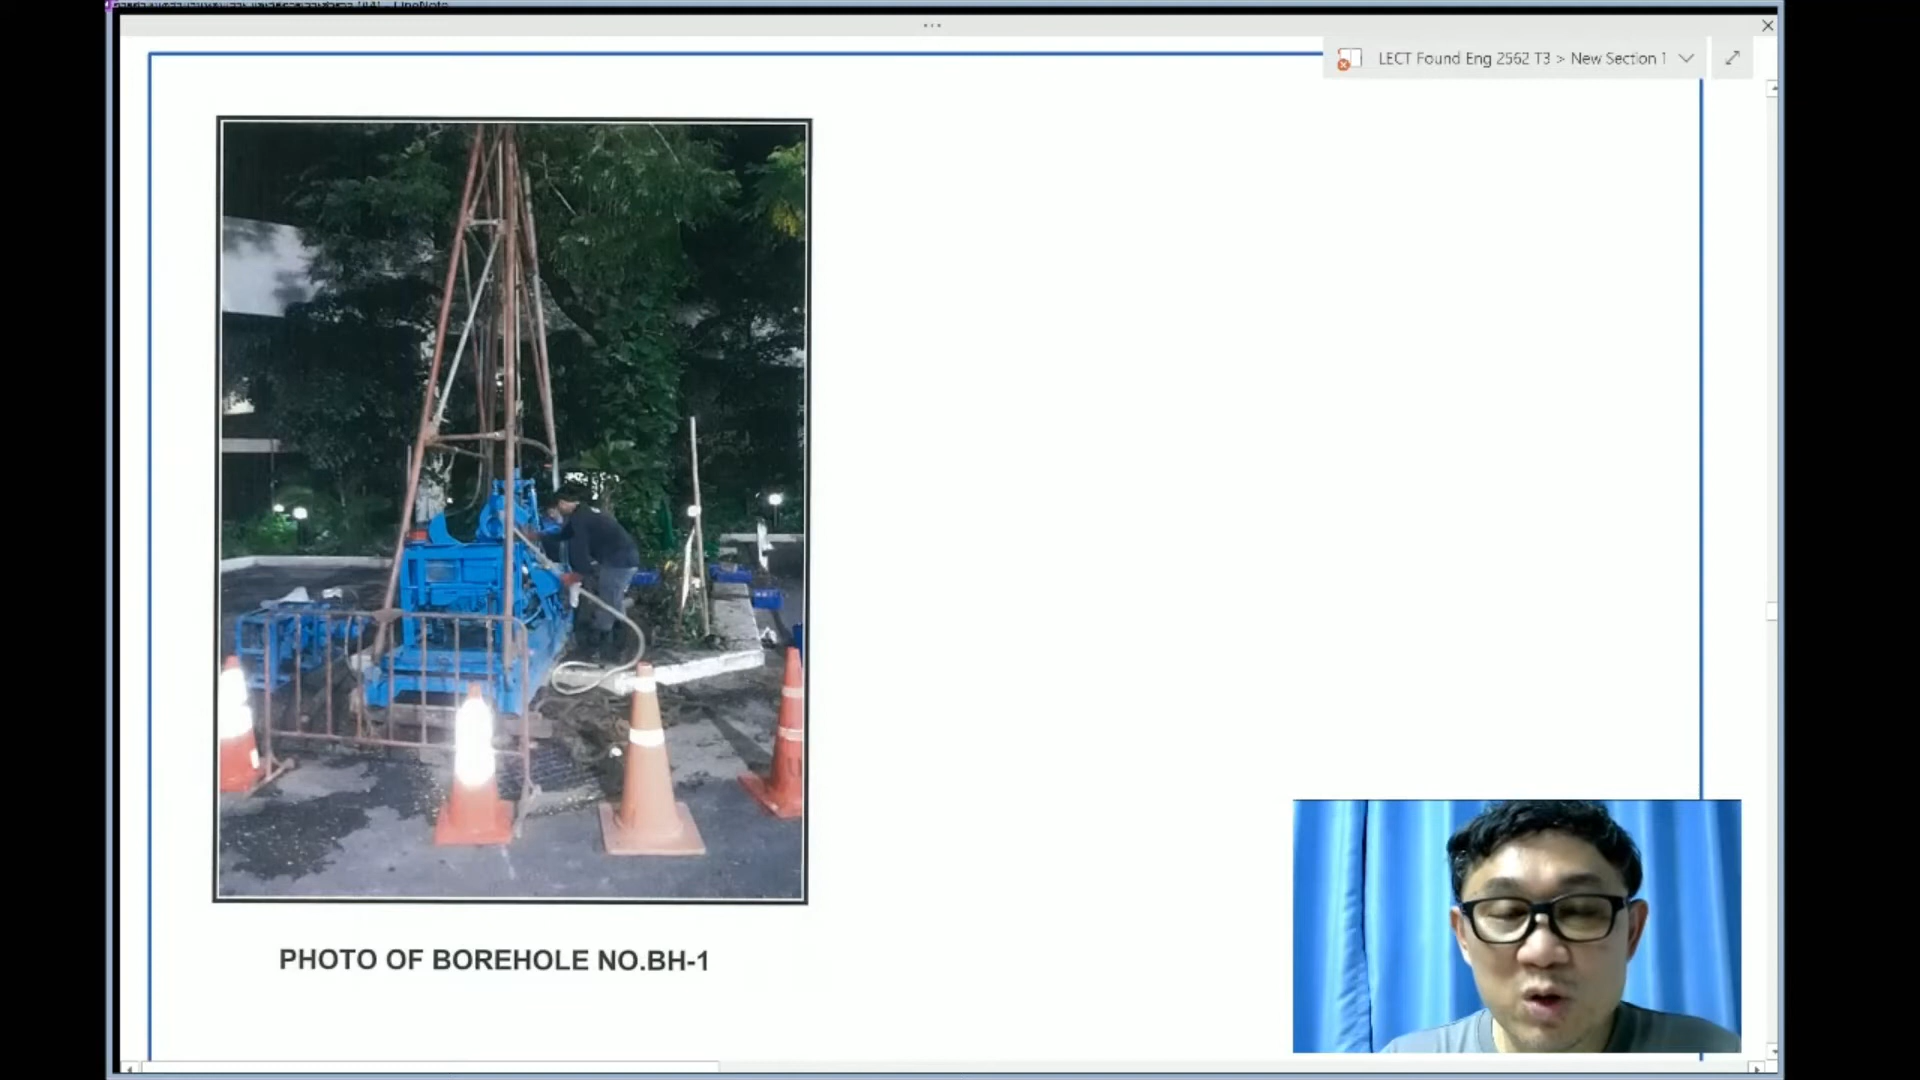 LECT Found Eng 2562 T3 > New Section 1
PHOTO OF BOREHOLE NO.BH-1